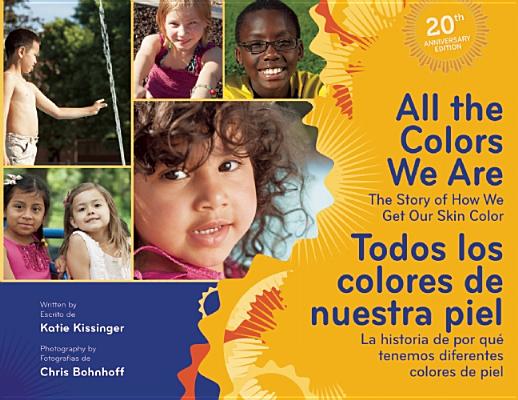 20th
ANNIVERSARY
EDITION
All the
Colors
We Are
The Story of How We
Get Our Skin Color
Todos los
colores de
nuestra piel
La historia de por qué
tenemos diferentes
colores de piel
Written by
Escrito de
Katie Kissinger
Photography by
Fotografías de
Chris Bohnhoff